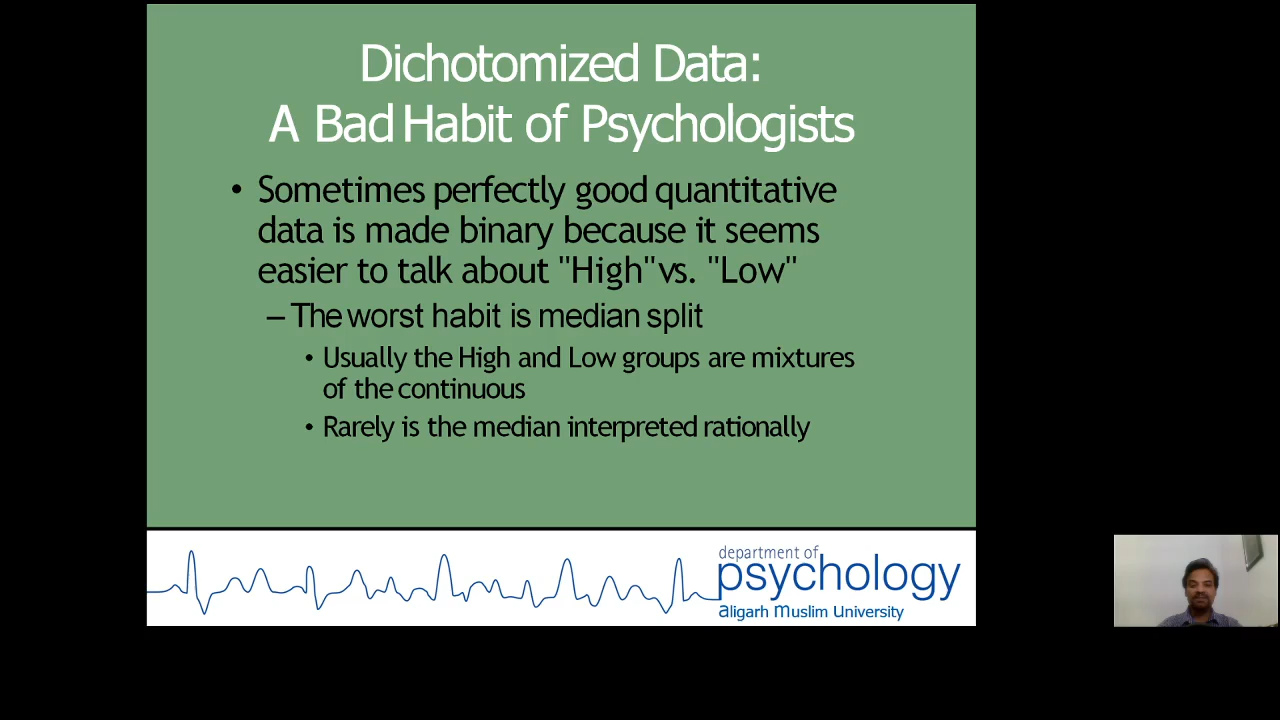 Dichotomized Data:
A Bad Habit of Psychologists
• Sometimes perfectly good quantitative
data is made binary because it seems
easier to talk about "High" vs. "Low"
– The worst habit is median split
• Usually the High and Low groups are mixtures
of the continuous
• Rarely is the median interpreted rationally
department of
psychology
aligarh muslim university